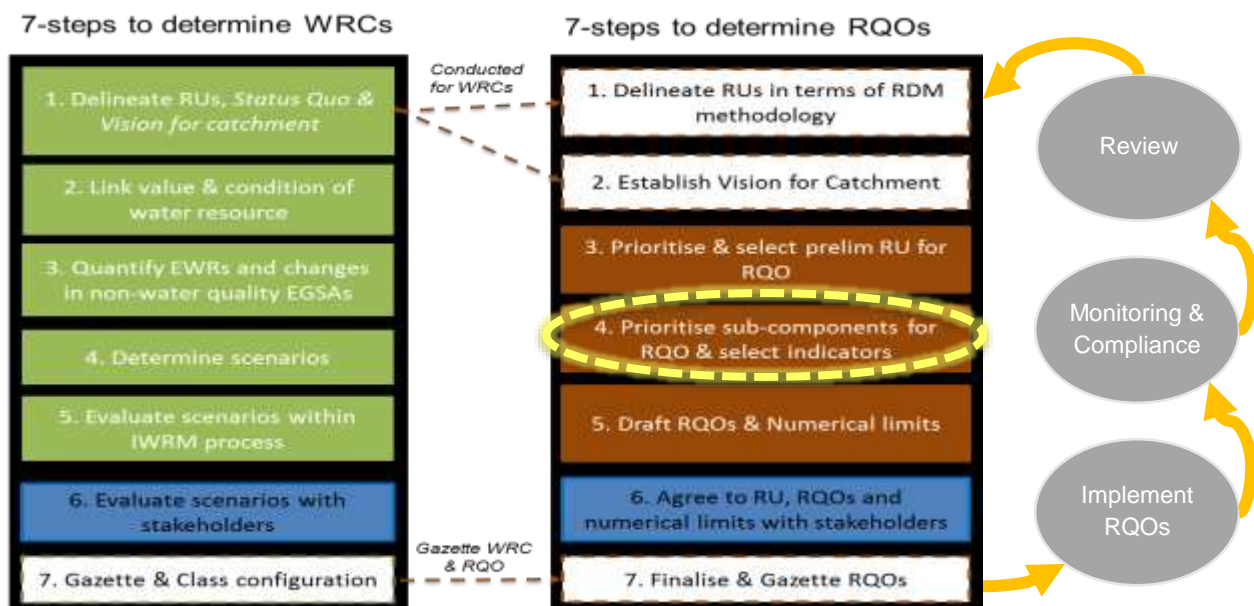 7-steps to determine WRCs
1. Delineate RUs, Status Quo &
Vision for catchment
2. Link value & condition of
water resource
3. Quantify EWRs and changes
in non-water quality EGSAs
4. Determine scenarios
5. Evaluate scenarios within
IWRM process
6. Evaluate scenarios with
stakeholders
7. Gazette & Class configuration
Conducted
for WRCs
Gazette WRC
& RQO
7-steps to determine RQOs
1. Delineate RUs in terms of RDM
methodology
2. Establish Vision for Catchment
3. Prioritise & select prelim RU for
RQO
4. Prioritise sub-components for
RQO & select indicators
5. Draft RQOs & Numerical limits
6. Agree to RU, RQOs and
numerical limits with stakeholders
7. Finalise & Gazette RQOs
Review
Monitoring &
Compliance
Implement
RQOs